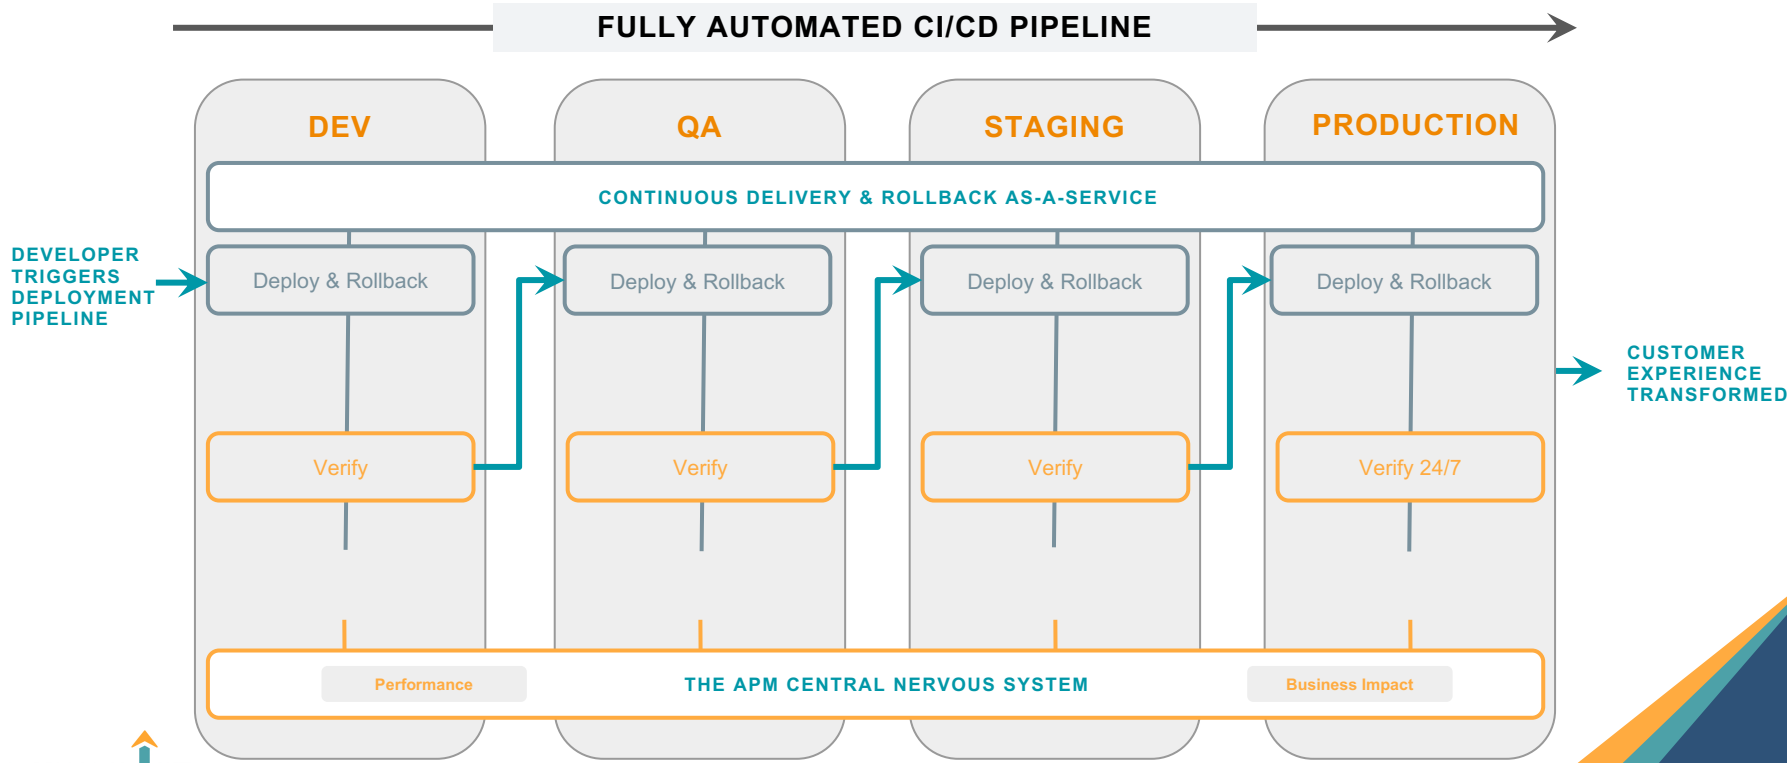 FULLY AUTOMATED CI/CD PIPELINE
DEV
QA
STAGING
PRODUCTION
CONTINUOUS DELIVERY & ROLLBACK AS-A-SERVICE
DEVELOPER
TRIGGERS
DEPLOYMENT
PIPELINE
Deploy & Rollback
Deploy & Rollback
Deploy & Rollback
Deploy & Rollback
CUSTOMER
EXPERIENCE
TRANSFORMED
Verify
Verify
Verify
Verify 24/7
Performance
THE APM CENTRAL NERVOUS SYSTEM
Business Impact